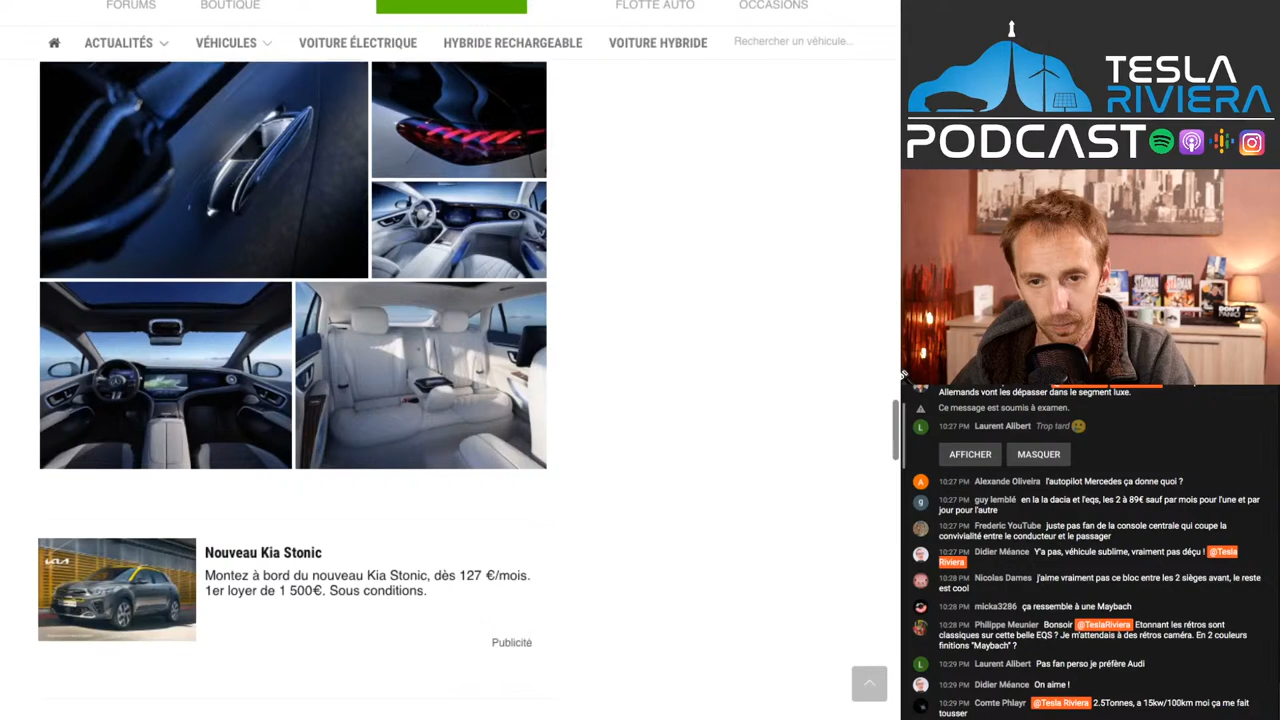 FORUMS BOUTIQUE FLOTTE AUTO OCCASIONS
ACTUALITÉS VÉHICULES VOITURE ÉLECTRIQUE HYBRIDE RECHARGEABLE VOITURE HYBRIDE Rechercher un véhicule...
Nouveau Kia Stonic
Montez à bord du nouveau Kia Stonic, dès 127 €/mois.
1er loyer de 1 500€. Sous conditions.
Publicité
TESLA
RIVIERA
PODCAST
STARMAN
DON'T
PANIC
Allemands vont les dépasser dans le segment luxe.
Ce message est soumis à examen.
L 10:27 PM Laurent Alibert Trop tard
AFFICHER MASQUER
A 10:27 PM Alexande Oliveira l'autopilot Mercedes ça donne quoi ?
g 10:27 PM guy lemblé en la la dacia et l'eqs, les 2 à 89€ sauf par mois pour l'une et par
jour pour l'autre
10:27 PM Frederic YouTube juste pas fan de la console centrale qui coupe la
convivialité entre le conducteur et le passager
10:27 PM Didier Méance Y'a pas, véhicule sublime, vraiment pas déçu ! @Tesla
Riviera
10:28 PM Nicolas Dames j'aime vraiment pas ce bloc entre les 2 sièges avant, le reste
est cool
10:28 PM micka3286 ça ressemble à une Maybach
10:28 PM Philippe Meunier Bonsoir @TeslaRiviera Etonnant les rétros sont
classiques sur cette belle EQS ? Je m'attendais à des rétros caméra. En 2 couleurs
finitions "Maybach" ?
L 10:29 PM Laurent Alibert Pas fan perso je préfère Audi
10:29 PM Didier Méance On aime !
10:29 PM Comte Phlayr @Tesla Riviera 2.5Tonnes, a 15kw/100km moi ça me fait
tousser